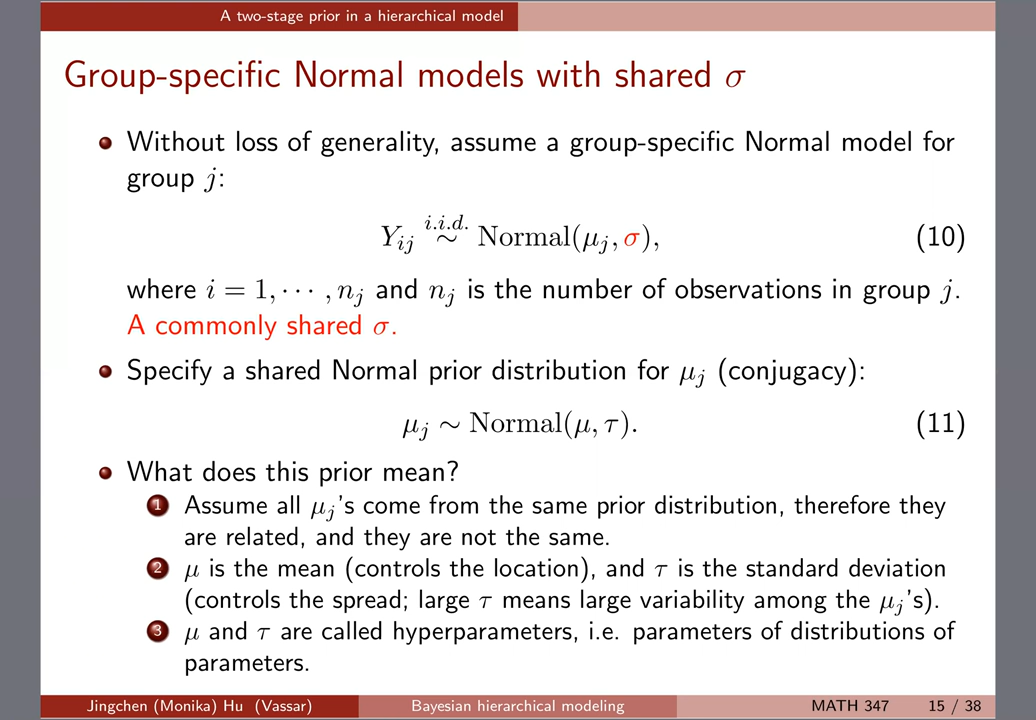 A two-stage prior in a hierarchical model
Group-specific Normal models with shared σ
Without loss of generality, assume a group-specific Normal model for
group j:
Y_{ij} \overset{i.i.d.}{\sim} Normal(μ_j, σ), (10)
where i = 1, ⋯ , n_j and n_j is the number of observations in group j.
A commonly shared σ.
Specify a shared Normal prior distribution for μ_j (conjugacy):
μ_j ∼ Normal(μ, τ). (11)
What does this prior mean?
1 Assume all μ_j's come from the same prior distribution, therefore they
are related, and they are not the same.
2 μ is the mean (controls the location), and τ is the standard deviation
(controls the spread; large τ means large variability among the μ_j's).
3 μ and τ are called hyperparameters, i.e. parameters of distributions of
parameters.
Jingchen (Monika) Hu (Vassar) Bayesian hierarchical modeling MATH 347 15 / 38